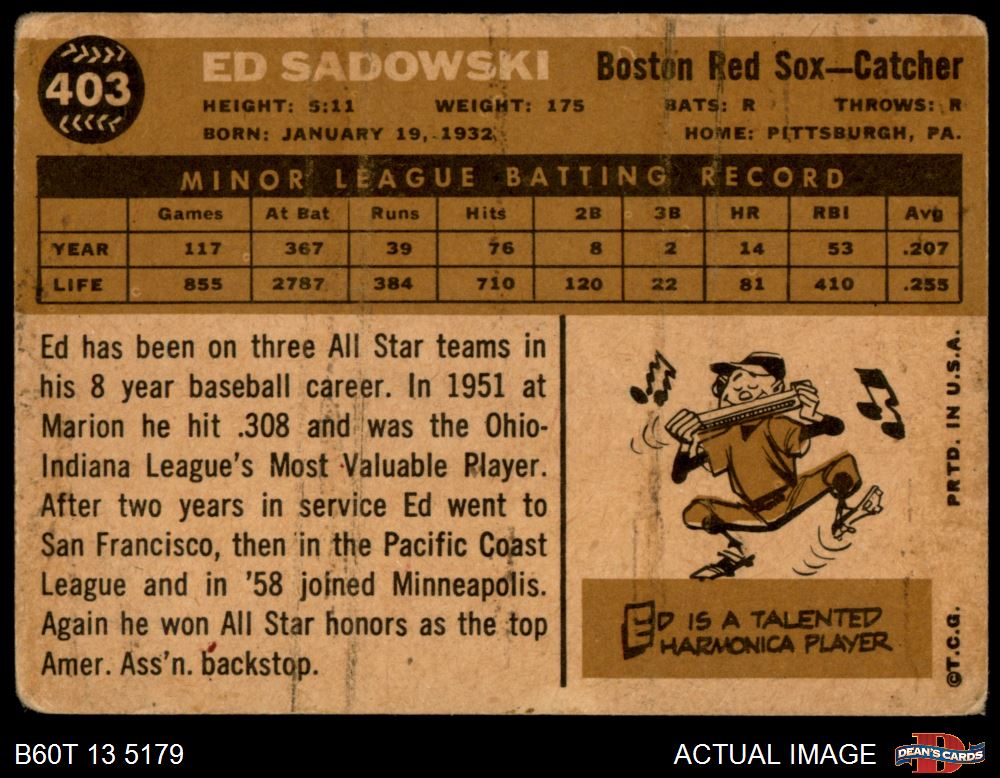 403
ED SADOWSKI Boston Red Sox—Catcher
HEIGHT: 5:11 WEIGHT: 175 BATS: R THROWS: R
BORN: JANUARY 19, 1932 HOME: PITTSBURGH, PA.
MINOR LEAGUE BATTING RECORD
Games At Bat Runs Hits 2B 3B HR RBI Avg
YEAR 117 367 39 76 8 2 14 53 .207
LIFE 855 2787 384 710 120 22 81 410 .255
Ed has been on three All Star teams in
his 8 year baseball career. In 1951 at
Marion he hit .308 and was the Ohio-
Indiana League's Most Valuable Player.
After two years in service Ed went to
San Francisco, then in the Pacific Coast
League and in '58 joined Minneapolis.
Again he won All Star honors as the top
Amer. Ass'n. backstop.
ED IS A TALENTED
HARMONICA PLAYER
©T.C.G. PRTD. IN U.S.A.
B60T 13 5179 ACTUAL IMAGE
DEAN'S CARDS